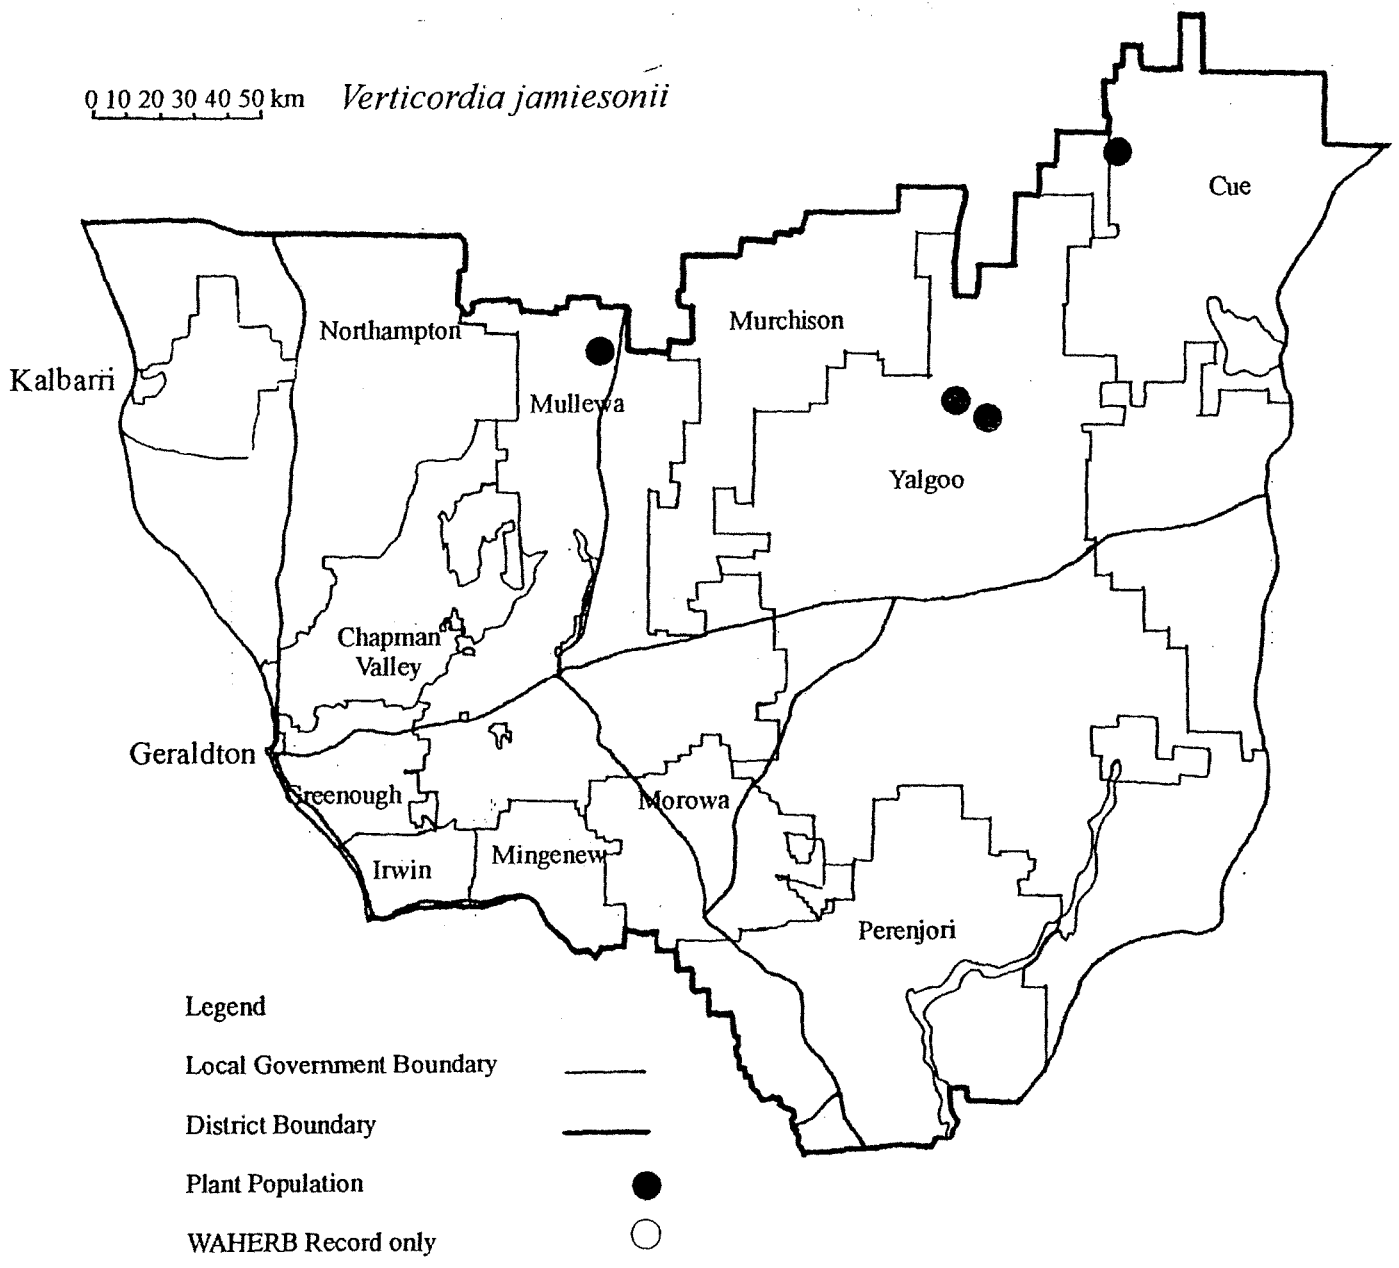 0 10 20 30 40 50 km
Verticordia jamiesonii
Cue
Northampton
Murchison
Kalbarri
Mullewa
Yalgoo
Chapman
Valley
Geraldton
Greenough
Morowa
Irwin
Mingenew
Perenjori
Legend
Local Government Boundary
District Boundary
Plant Population
WAHERB Record only